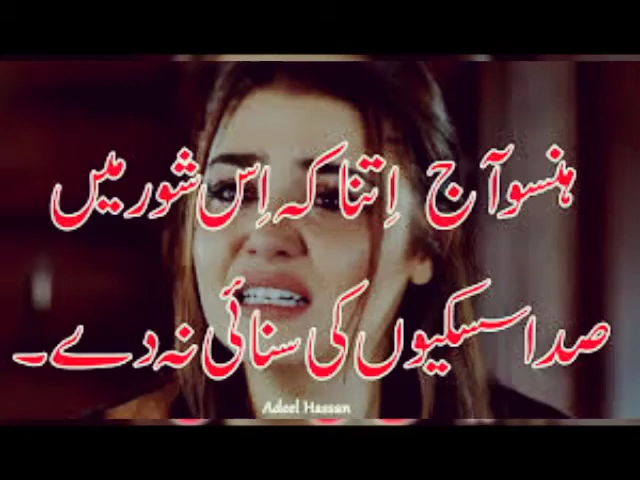 ہنسو آج اِتنا کہ اِس شور میں
صدا سسکیوں کی سنائی نہ دے۔
Adeel Hassan